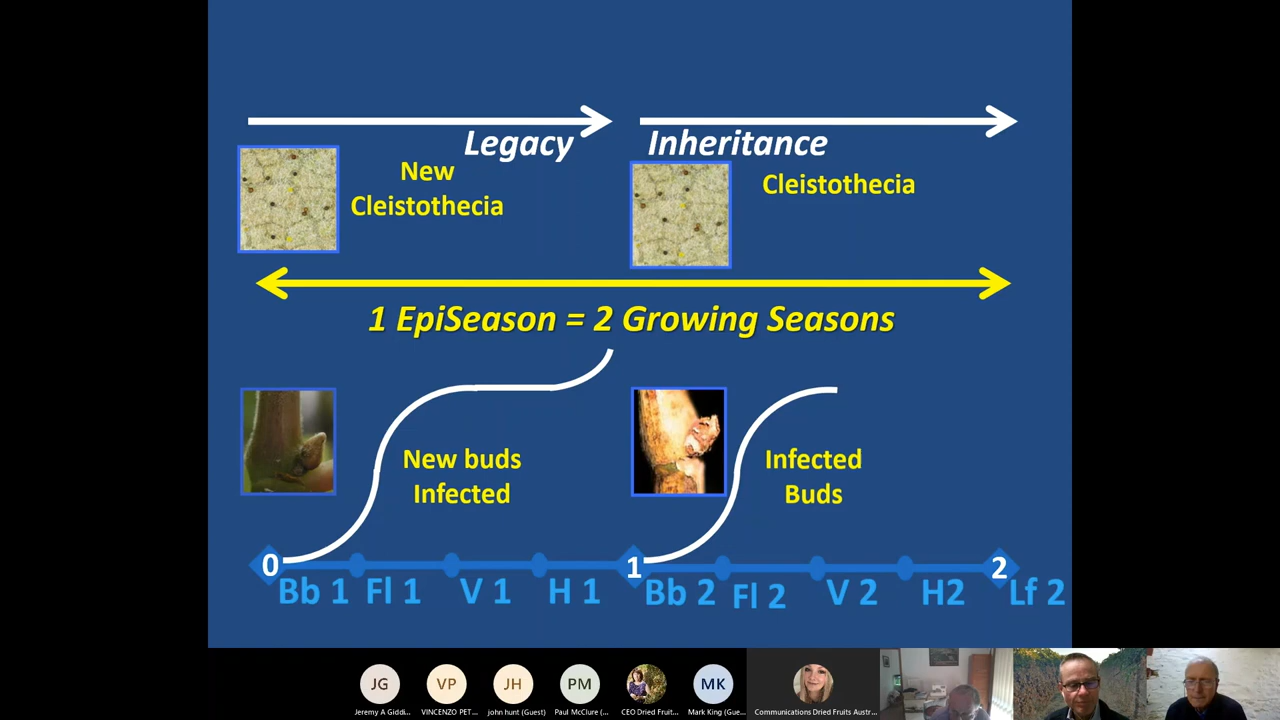 Legacy
Inheritance
New
Cleistothecia
Cleistothecia
1 EpiSeason = 2 Growing Seasons
New buds
Infected
Infected
Buds
0
1
2
Bb 1
Fl 1
V 1
H 1
Bb 2
Fl 2
V 2
H2
Lf 2
JG
VP
JH
PM
MK
Jeremy A Giddi...
VINCENZO PET...
john hunt (Guest)
Paul McClure (...
CEO Dried Fruit...
Mark King (Gue...
Communications Dried Fruits Austr...